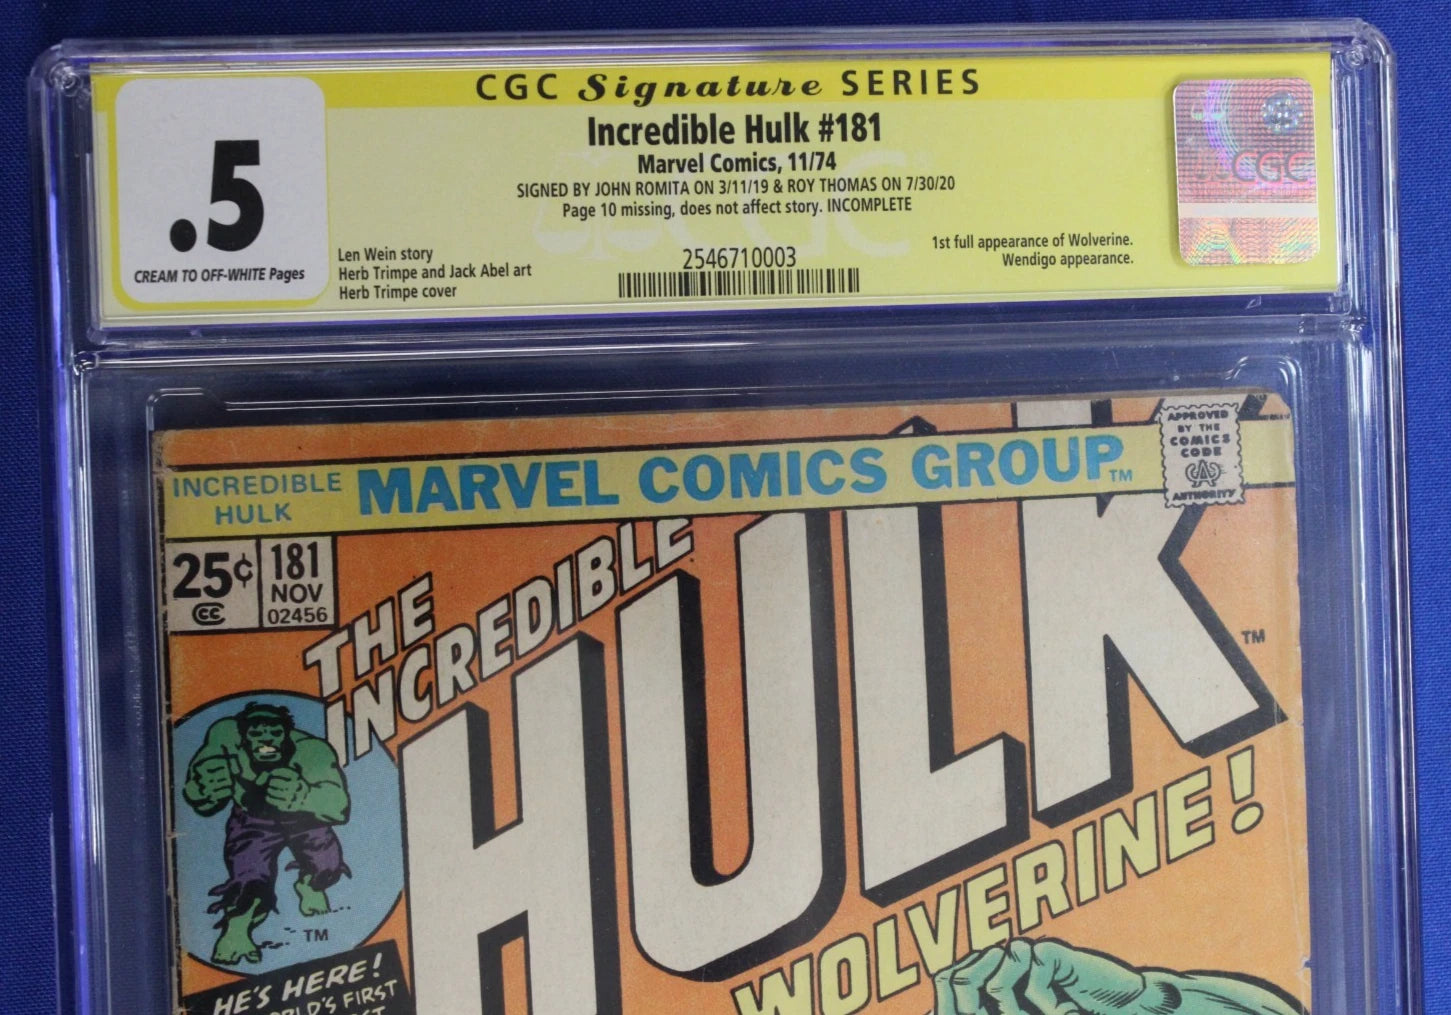 CGC Signature SERIES
.5
CREAM TO OFF-WHITE Pages
Incredible Hulk #181
Marvel Comics, 11/74
SIGNED BY JOHN ROMITA ON 3/11/19 & ROY THOMAS ON 7/30/20
Page 10 missing, does not affect story. INCOMPLETE
Len Wein story
Herb Trimpe and Jack Abel art
Herb Trimpe cover
2546710003
1st full appearance of Wolverine.
Wendigo appearance.
CGC
INCREDIBLE
HULK
MARVEL COMICS GROUP TM
APPROVED
BY THE
COMICS
CODE
CA
AUTHORITY
25¢
CC
181
NOV
02456
THE
INCREDIBLE
HULK
TM
WOLVERINE!
TM
HE'S HERE!